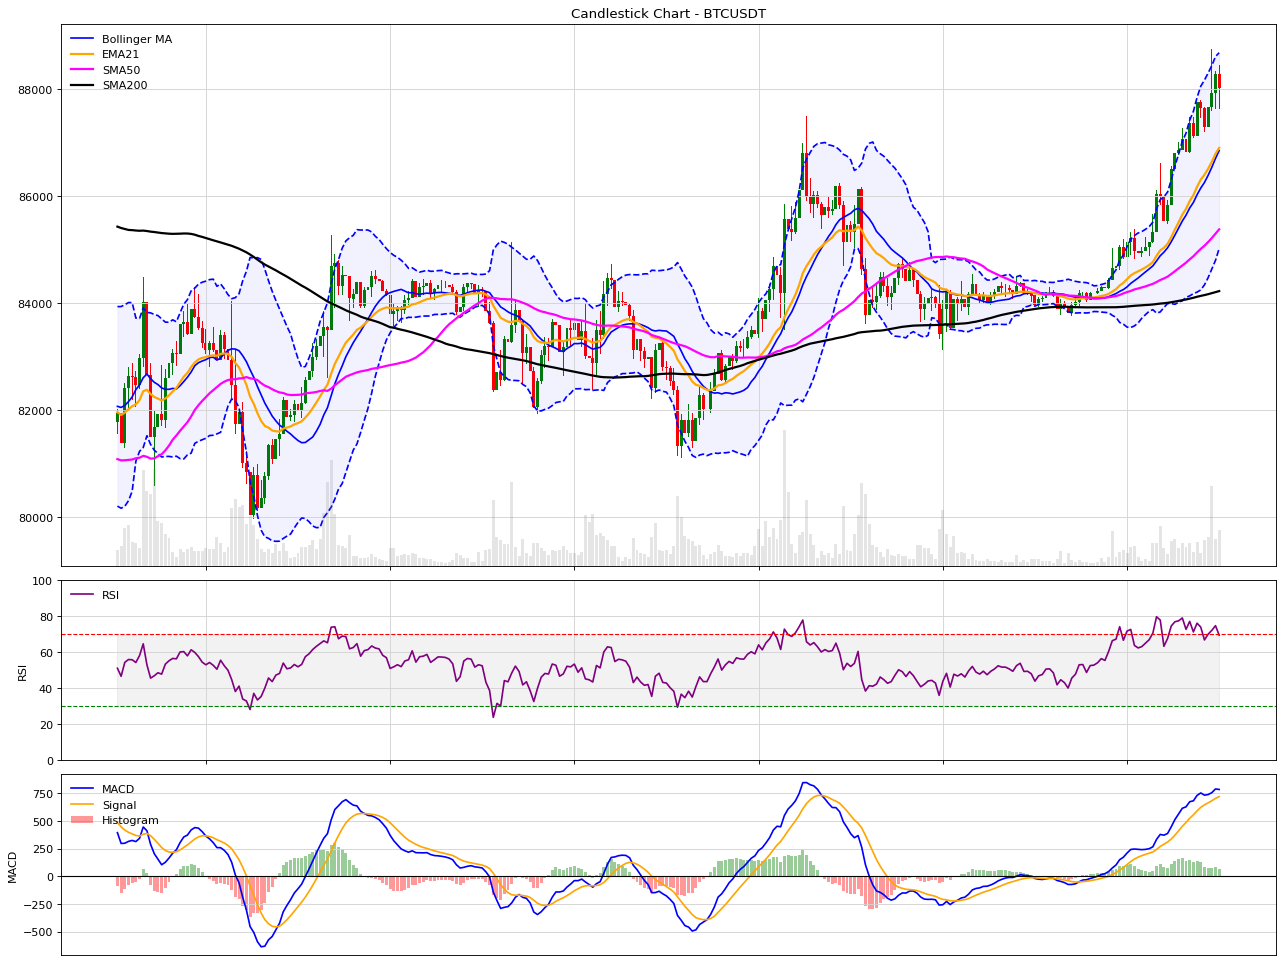 Candlestick Chart - BTCUSDT
Bollinger MA
EMA21
SMA50
SMA200
88000
86000
84000
82000
80000
RSI
100
80
60
40
20
0
RSI
MACD
Signal
Histogram
750
500
250
0
−250
−500
MACD